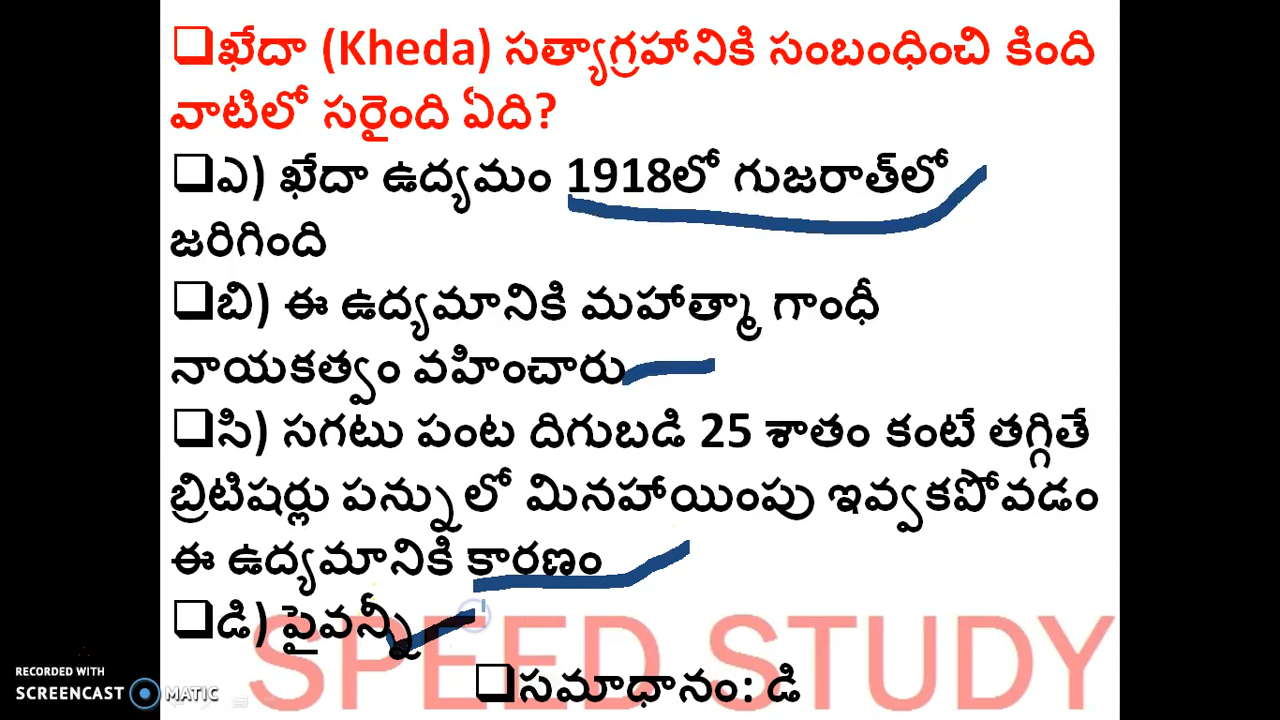 ❑ఖేదా (Kheda) సత్యాగ్రహానికి సంబంధించి కింది
వాటిలో సరైంది ఏది?
❑ఎ) ఖేదా ఉద్యమం 1918లో గుజరాత్‌లో
జరిగింది
❑బి) ఈ ఉద్యమానికి మహాత్మా గాంధీ
నాయకత్వం వహించారు
❑సి) సగటు పంట దిగుబడి 25 శాతం కంటే తగ్గితే
బ్రిటిషర్లు పన్నులో మినహాయింపు ఇవ్వకపోవడం
ఈ ఉద్యమానికి కారణం
❑డి) పైవన్నీ
SPEED STUDY
❑సమాధానం: డి
RECORDED WITH
SCREENCAST MATIC